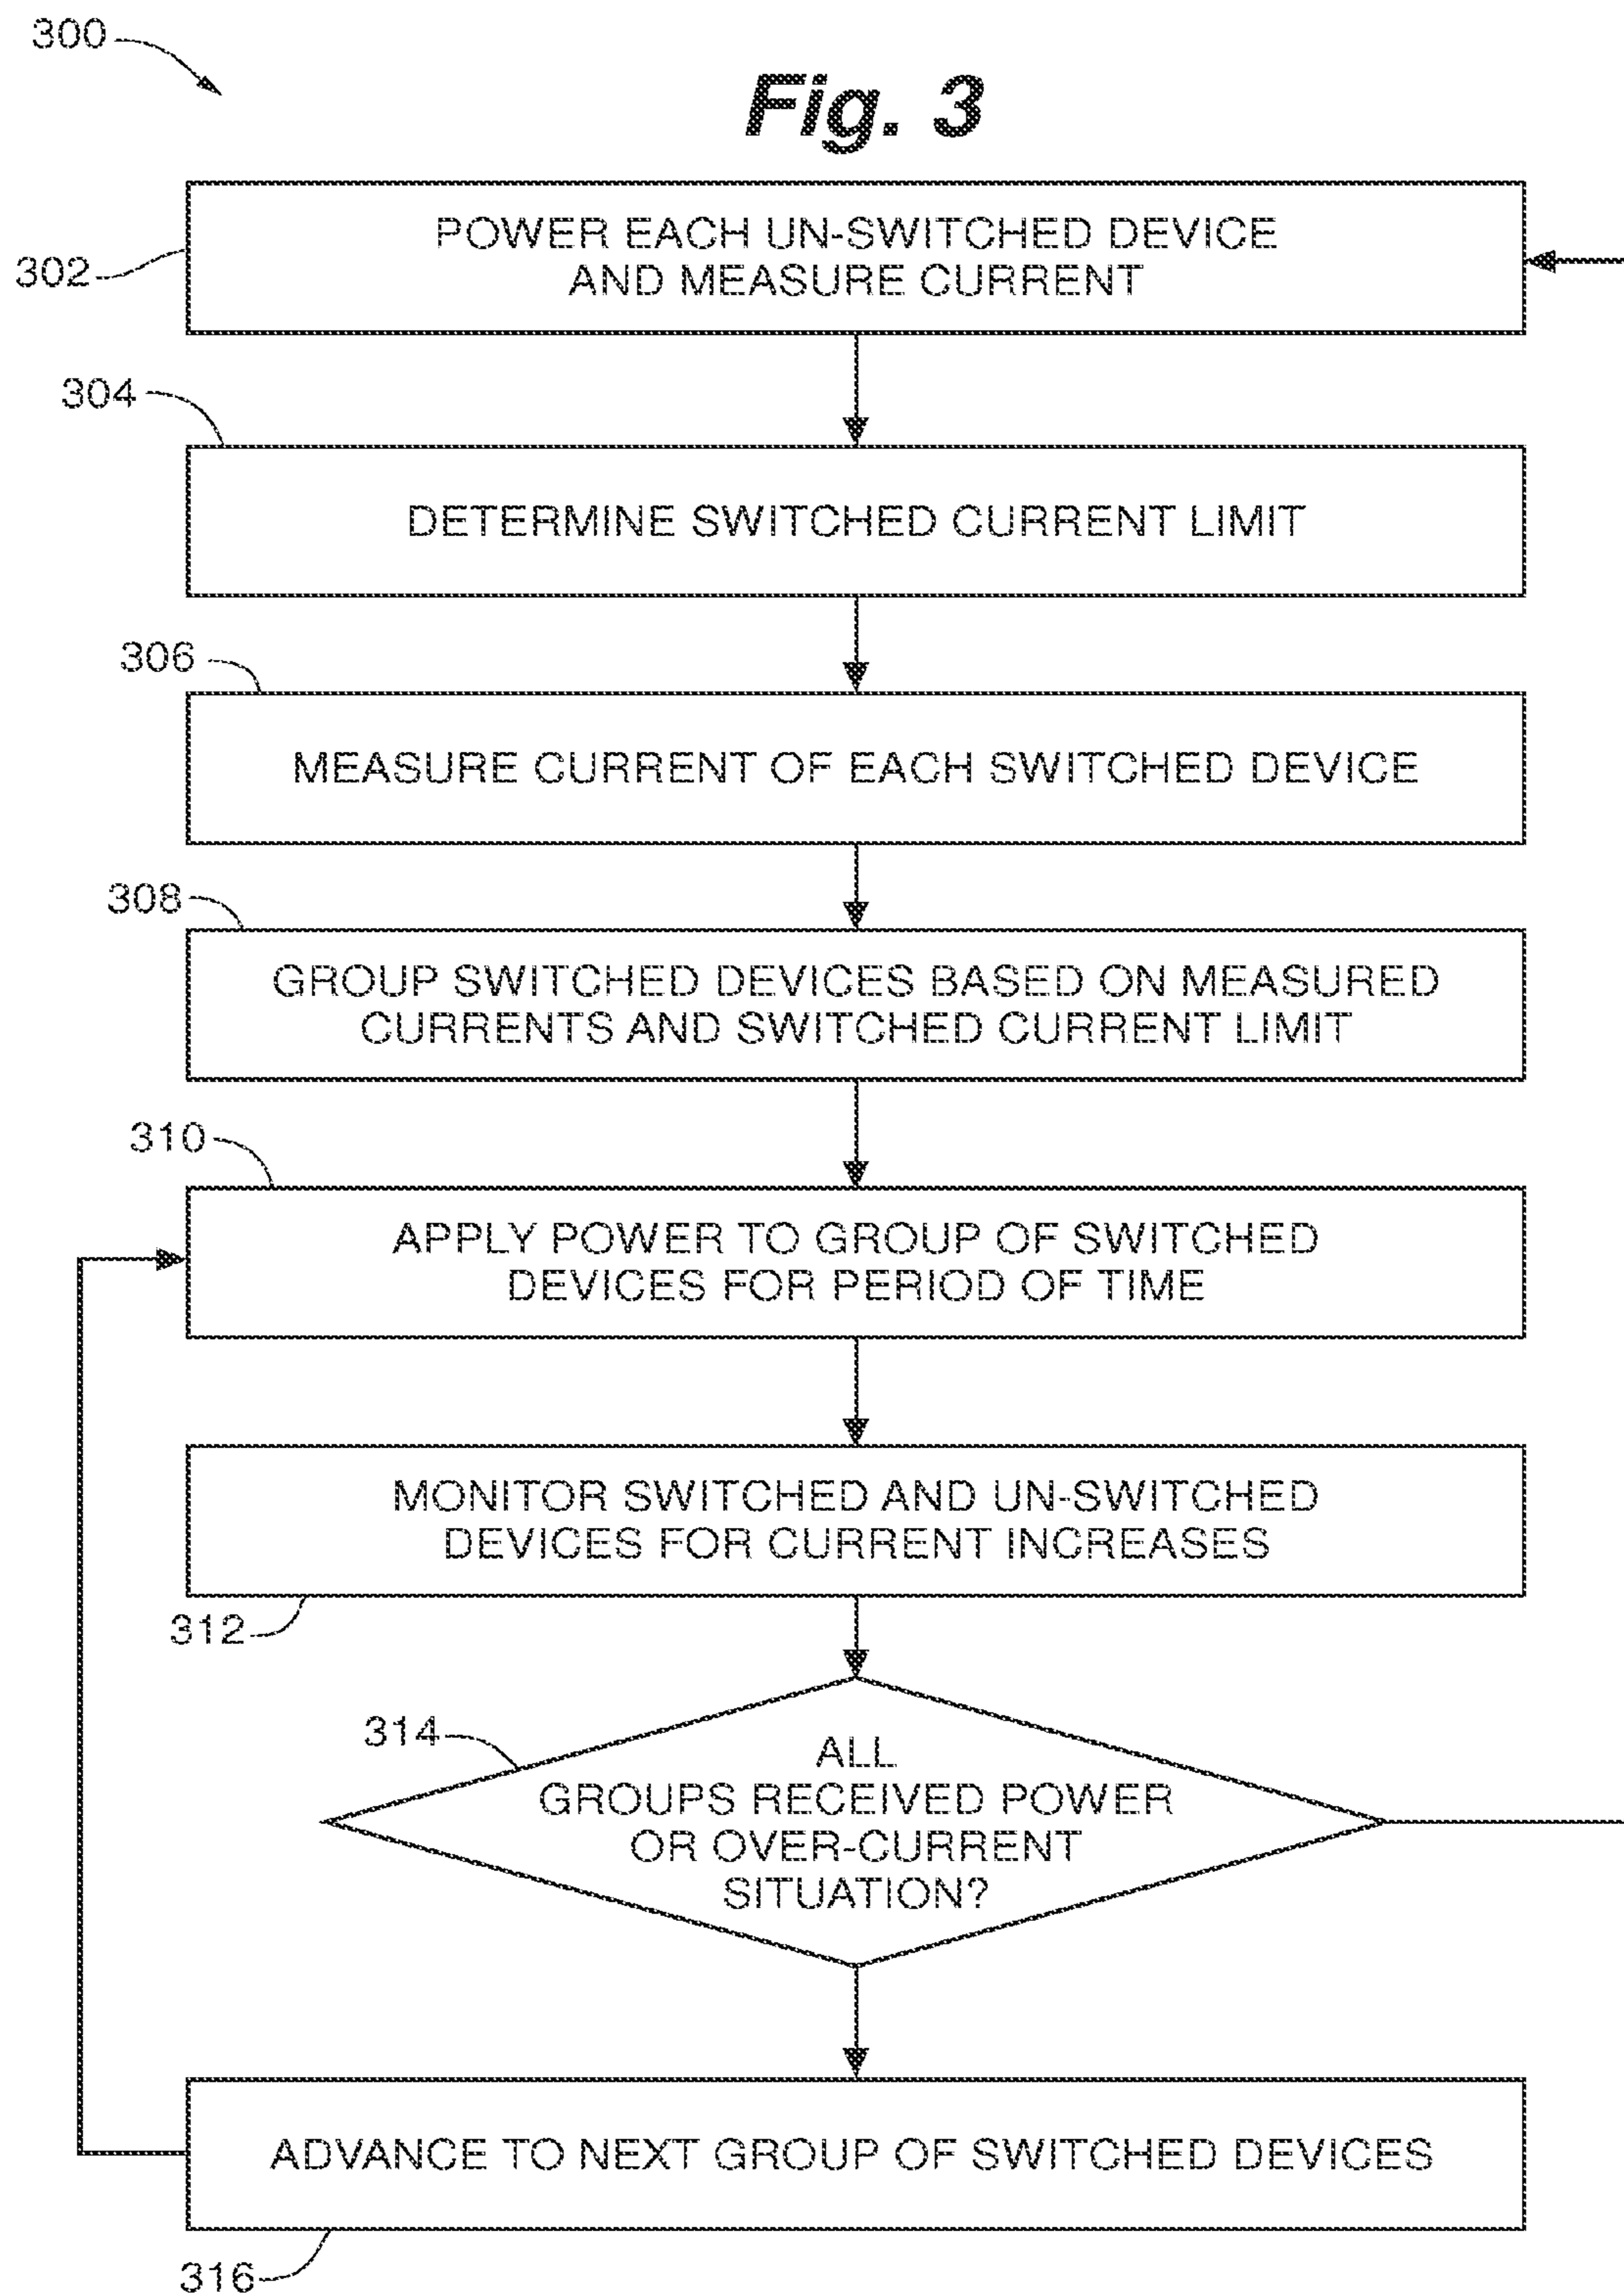 300
Fig. 3
302
POWER EACH UN-SWITCHED DEVICE
AND MEASURE CURRENT
304
DETERMINE SWITCHED CURRENT LIMIT
306
MEASURE CURRENT OF EACH SWITCHED DEVICE
308
GROUP SWITCHED DEVICES BASED ON MEASURED
CURRENTS AND SWITCHED CURRENT LIMIT
310
APPLY POWER TO GROUP OF SWITCHED
DEVICES FOR PERIOD OF TIME
MONITOR SWITCHED AND UN-SWITCHED
DEVICES FOR CURRENT INCREASES
312
314
ALL
GROUPS RECEIVED POWER
OR OVER-CURRENT
SITUATION?
ADVANCE TO NEXT GROUP OF SWITCHED DEVICES
316